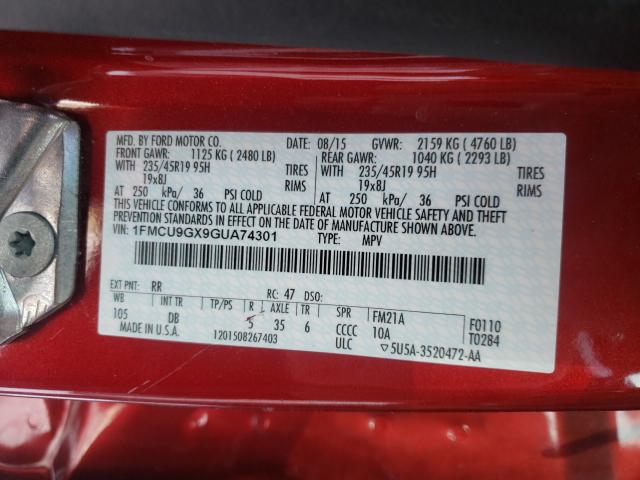 MFD. BY FORD MOTOR CO. DATE: 08/15 GVWR: 2159 KG (4760 LB)
FRONT GAWR: 1125 KG (2480 LB) REAR GAWR: 1040 KG (2293 LB)
WITH 235/45R19 95H TIRES WITH 235/45R19 95H TIRES
19x8J RIMS 19x8J RIMS
AT 250 kPa/ 36 PSI COLD AT 250 kPa/ 36 PSI COLD
THIS VEHICLE CONFORMS TO ALL APPLICABLE FEDERAL MOTOR VEHICLE SAFETY AND THEFT
PREVENTION STANDARDS IN EFFECT ON THE DATE OF MANUFACTURE SHOWN ABOVE.
VIN: 1FMCU9GX9GUA74301 TYPE: MPV
EXT PNT: RR RC: 47 DSO:
WB INT TR TP/PS R AXLE TR SPR FM21A F0110
105 DB 5 35 6 CCCC 10A T0284
MADE IN U.S.A. 1201508267403 ULC ▽5U5A-3520472-AA